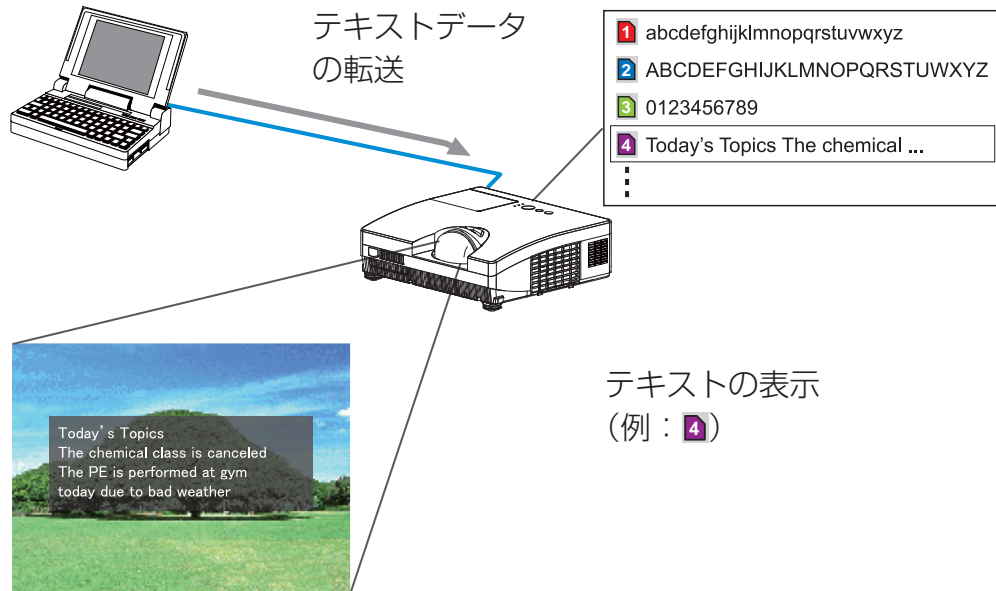 テキストデータ
の転送
1 abcdefghijklmnopqrstuvwxyz
2 ABCDEFGHIJKLMNOPQRSTUWXYZ
3 0123456789
4 Today's Topics The chemical ...
テキストの表示
(例：4)
Today's Topics
The chemical class is canceled
The PE is performed at gym
today due to bad weather